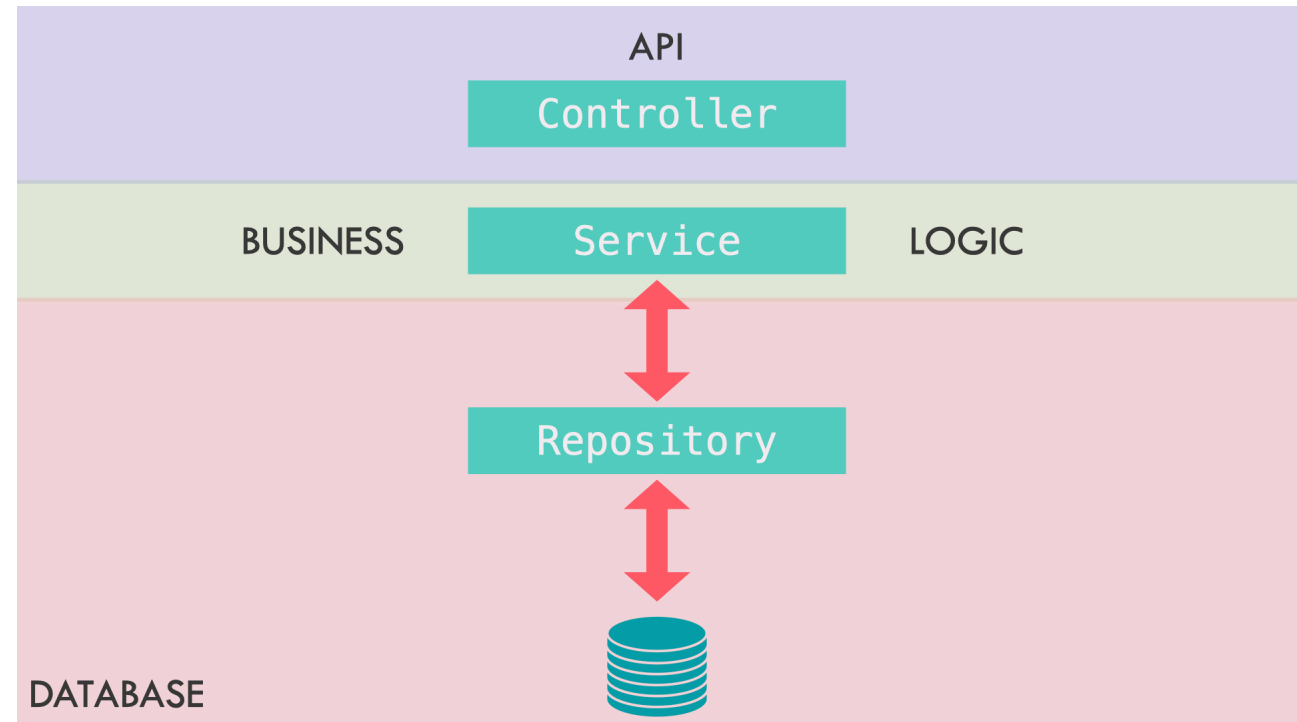 API
Controller
BUSINESS Service LOGIC
Repository
DATABASE